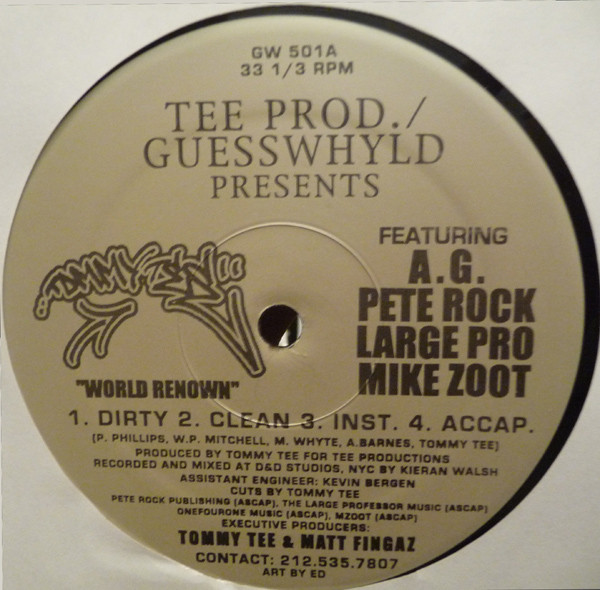 GW 501A
33 1/3 RPM
TEE PROD./
GUESSWHYLD
PRESENTS
TOMMY TEE
"WORLD RENOWN"
FEATURING
A.G.
PETE ROCK
LARGE PRO
MIKE ZOOT
1. DIRTY 2. CLEAN 3. INST. 4. ACCAP.
(P. PHILLIPS, W.P. MITCHELL, M. WHYTE, A.BARNES, TOMMY TEE)
PRODUCED BY TOMMY TEE FOR TEE PRODUCTIONS
RECORDED AND MIXED AT D&D STUDIOS, NYC BY KIERAN WALSH
ASSISTANT ENGINEER: KEVIN BERGEN
CUTS BY TOMMY TEE
PETE ROCK PUBLISHING (ASCAP), THE LARGE PROFESSOR MUSIC (ASCAP)
ONEFOURONE MUSIC (ASCAP), MZOOT (ASCAP)
EXECUTIVE PRODUCERS:
TOMMY TEE & MATT FINGAZ
CONTACT: 212.535.7807
ART BY ED